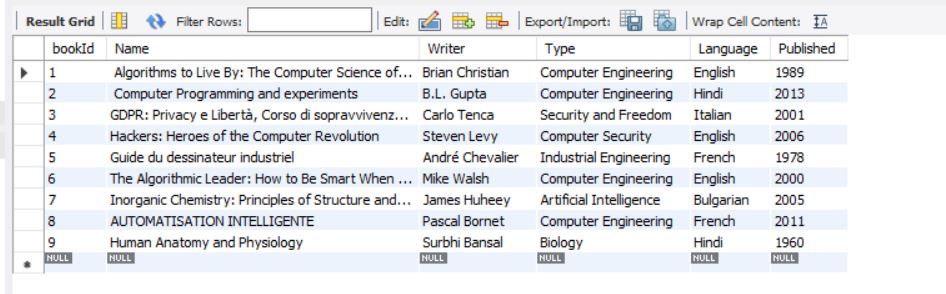 Result Grid Filter Rows: Edit: Export/Import: Wrap Cell Content:
bookId Name Writer Type Language Published
1 Algorithms to Live By: The Computer Science of... Brian Christian Computer Engineering English 1989
2 Computer Programming and experiments B.L. Gupta Computer Engineering Hindi 2013
3 GDPR: Privacy e Libertà, Corso di sopravvivenz... Carlo Tenca Security and Freedom Italian 2001
4 Hackers: Heroes of the Computer Revolution Steven Levy Computer Security English 2006
5 Guide du dessinateur industriel André Chevalier Industrial Engineering French 1978
6 The Algorithmic Leader: How to Be Smart When ... Mike Walsh Computer Engineering English 2000
7 Inorganic Chemistry: Principles of Structure and... James Huheey Artificial Intelligence Bulgarian 2005
8 AUTOMATISATION INTELLIGENTE Pascal Bornet Computer Engineering French 2011
9 Human Anatomy and Physiology Surbhi Bansal Biology Hindi 1960
NULL NULL NULL NULL NULL NULL